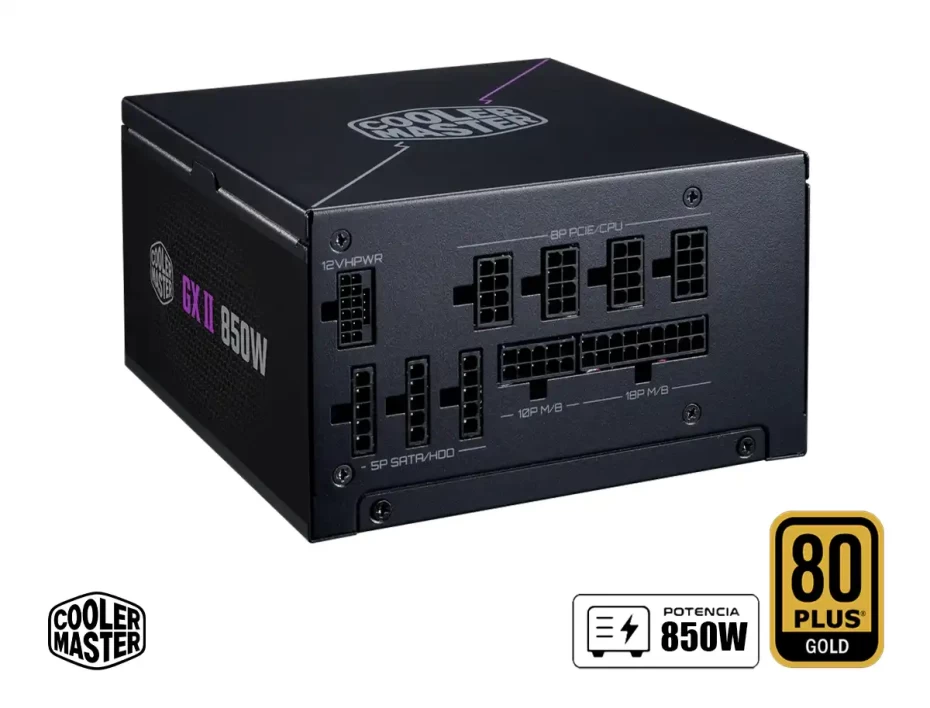 COOLER
MASTER
COOLER
MASTER
GX II 850W
12VHPWR
8P PCIE/CPU
10P M/B
18P M/B
5P SATA/HDD
COOLER
MASTER
POTENCIA
850W
80
PLUS®
GOLD